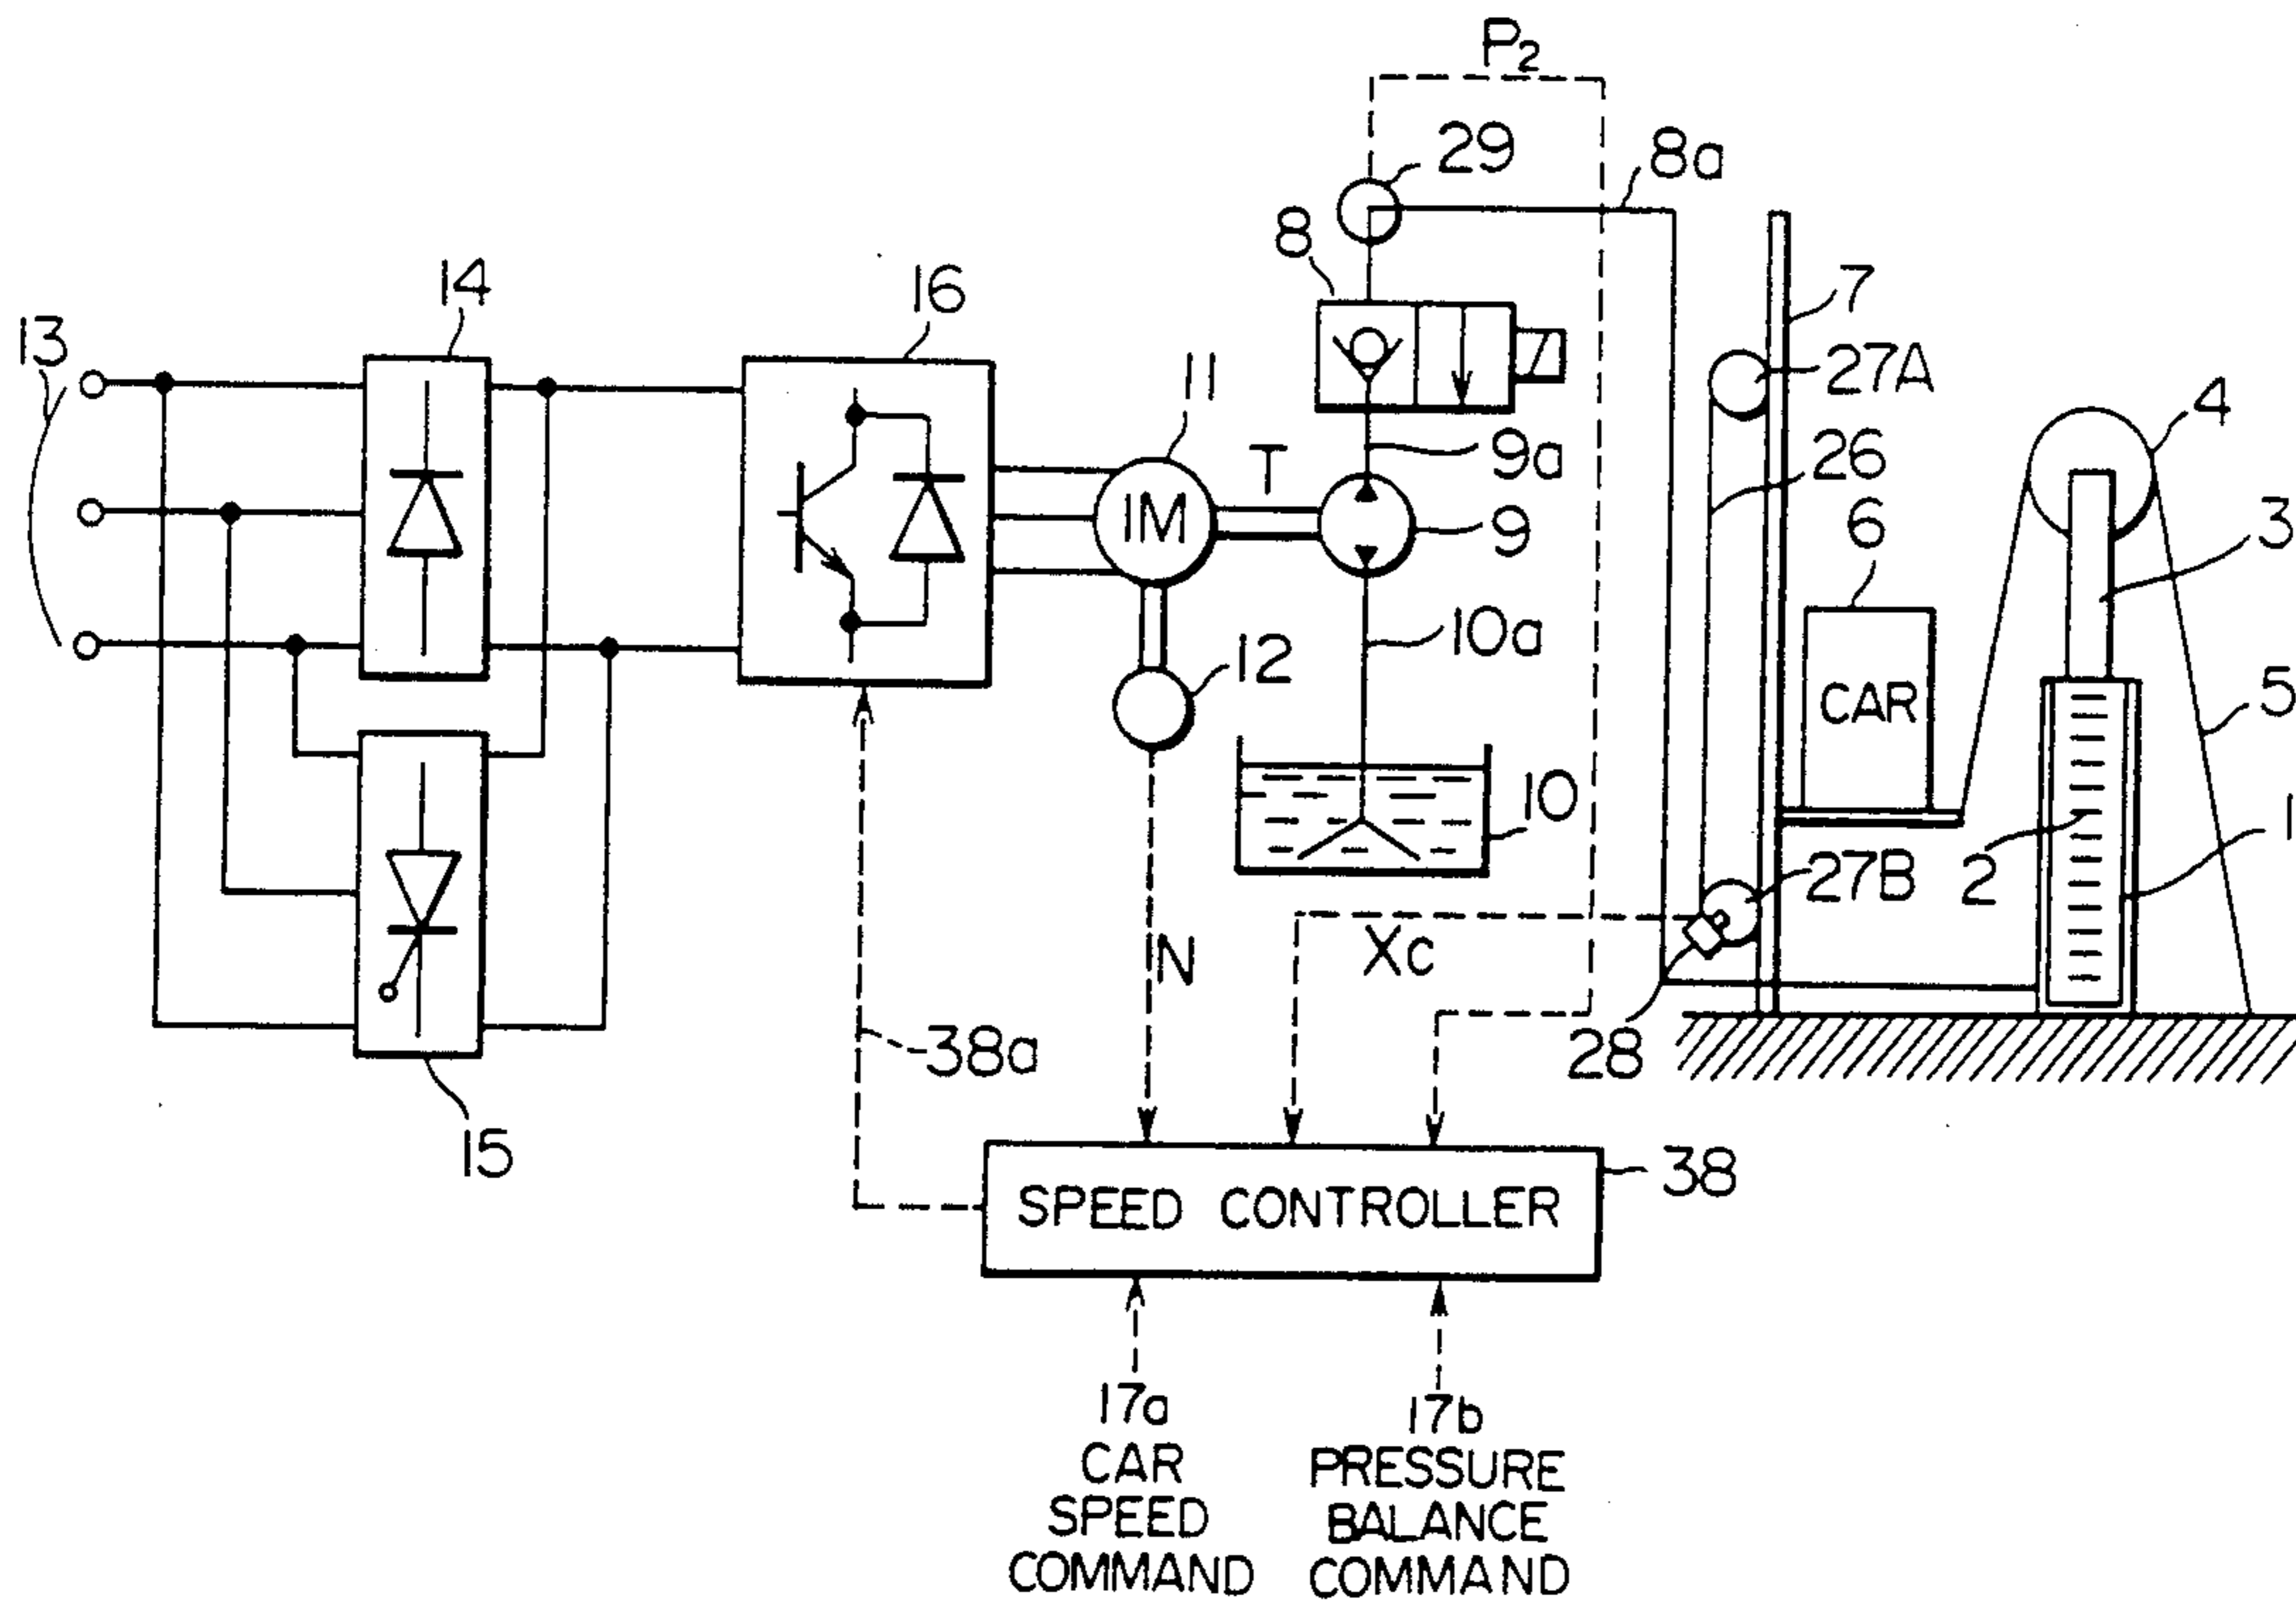 P2
29
8a
8
14
16
7
13
27A
11
4
T
9a
26
IM
9
6
3
10a
12
CAR
5
10
1
27B
2
N
Xc
38a
28
15
38
SPEED CONTROLLER
17a
17b
CAR
PRESSURE
SPEED
BALANCE
COMMAND
COMMAND